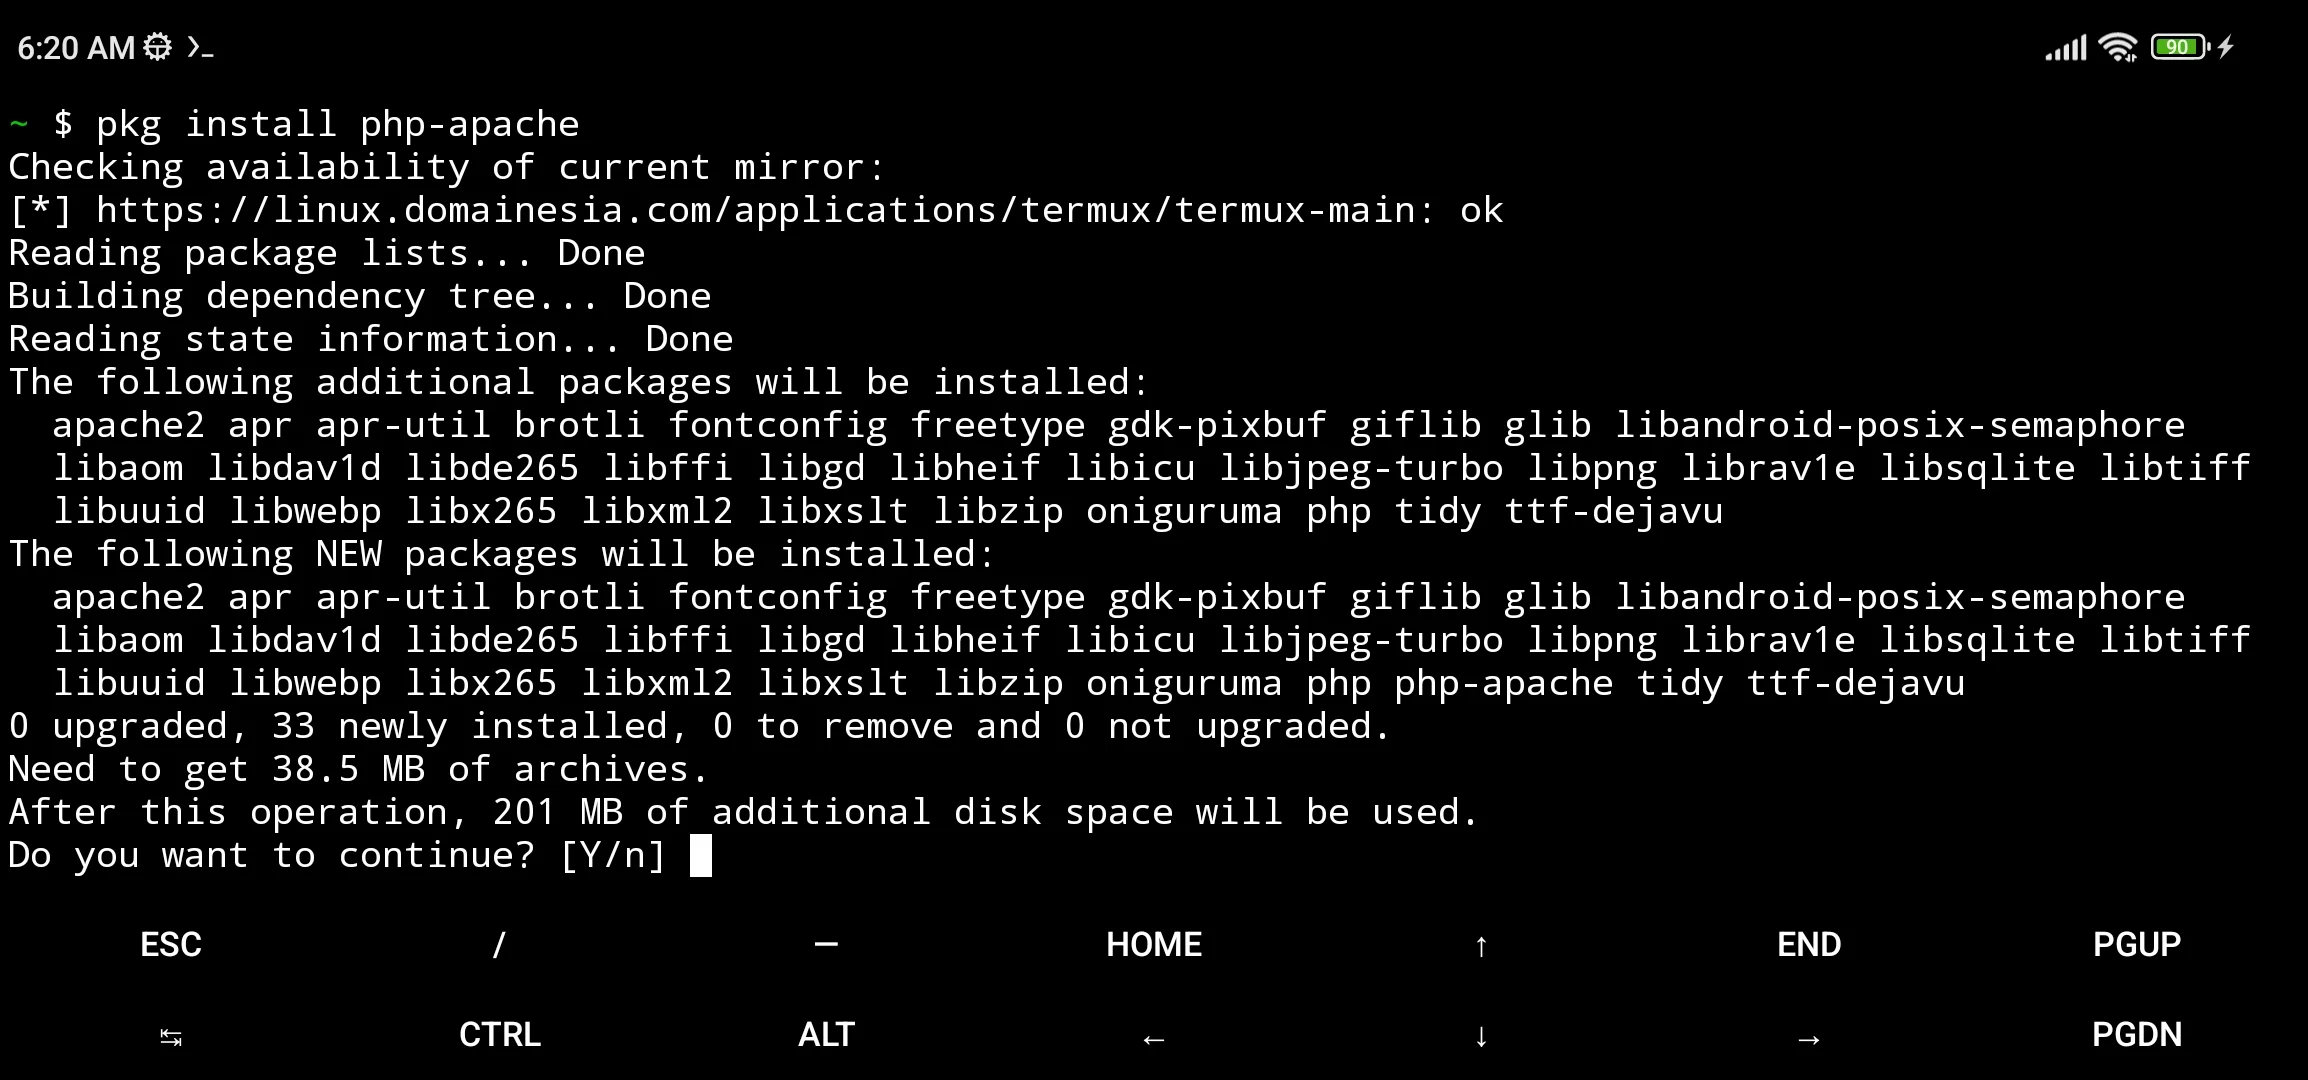 6:20 AM
90
~ $ pkg install php-apache
Checking availability of current mirror:
[*] https://linux.domainesia.com/applications/termux/termux-main: ok
Reading package lists... Done
Building dependency tree... Done
Reading state information... Done
The following additional packages will be installed:
  apache2 apr apr-util brotli fontconfig freetype gdk-pixbuf giflib glib libandroid-posix-semaphore
  libaom libdav1d libde265 libffi libgd libheif libicu libjpeg-turbo libpng librav1e libsqlite libtiff
  libuuid libwebp libx265 libxml2 libxslt libzip oniguruma php tidy ttf-dejavu
The following NEW packages will be installed:
  apache2 apr apr-util brotli fontconfig freetype gdk-pixbuf giflib glib libandroid-posix-semaphore
  libaom libdav1d libde265 libffi libgd libheif libicu libjpeg-turbo libpng librav1e libsqlite libtiff
  libuuid libwebp libx265 libxml2 libxslt libzip oniguruma php php-apache tidy ttf-dejavu
0 upgraded, 33 newly installed, 0 to remove and 0 not upgraded.
Need to get 38.5 MB of archives.
After this operation, 201 MB of additional disk space will be used.
Do you want to continue? [Y/n]
ESC / — HOME ↑ END PGUP
↹ CTRL ALT ← ↓ → PGDN